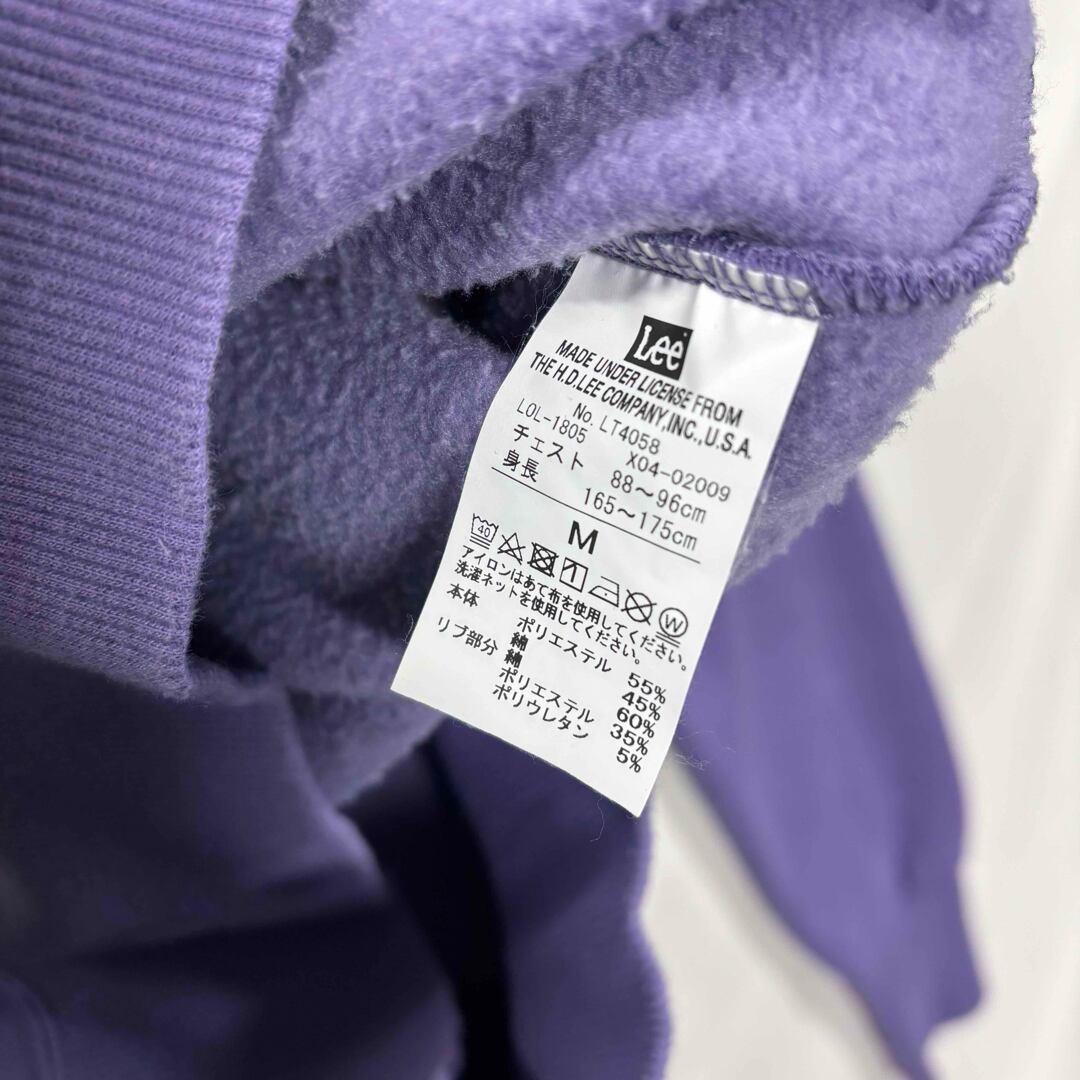 Lee
MADE UNDER LICENSE FROM
THE H.D.LEE COMPANY,INC.,U.S.A.
No. LT4058
LOL-1805 X04-02009
チェスト 88～96cm
身長 165～175cm
M
40 1 W
アイロンはあて布を使用してください。
洗濯ネットを使用してください。
本体 ポリエステル 55%
綿 45%
リブ部分 綿 60%
ポリエステル 35%
ポリウレタン 5%